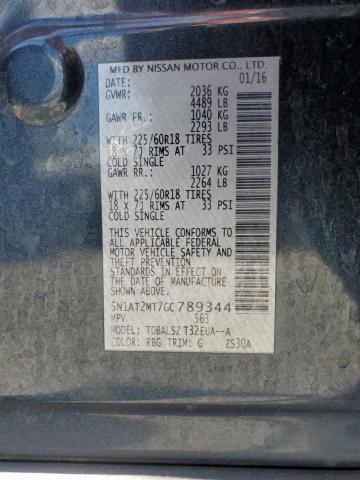 MFD BY NISSAN MOTOR CO., LTD.
DATE: 01/16
GVWR: 2036 KG
4489 LB
GAWR FR.: 1040 KG
2293 LB
WITH 225/60R18 TIRES
18 X 7J RIMS AT 33 PSI
COLD SINGLE
GAWR RR.: 1027 KG
2264 LB
WITH 225/60R18 TIRES
18 X 7J RIMS AT 33 PSI
COLD SINGLE
THIS VEHICLE CONFORMS TO
ALL APPLICABLE FEDERAL
MOTOR VEHICLE SAFETY AND
THEFT PREVENTION
STANDARDS IN EFFECT ON THE
DATE OF MANUFACTURE
SHOWN ABOVE.
5N1AT2MT7GC789344
MPV 563
MODEL: TDBALSZ T32EUA--A
COLOR: RBG TRIM: G ZS30A